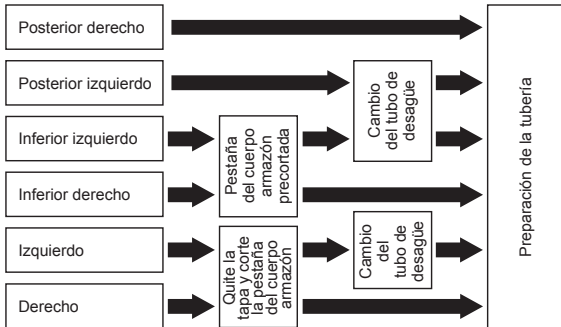 Posterior derecho
Posterior izquierdo
Inferior izquierdo
Inferior derecho
Izquierdo
Derecho
Pestaña
del cuerpo
armazón
precortada
Quite la
tapa y corte
la pestaña
del cuerpo
armazón
Cambio
del tubo de
desagüe
Cambio
del
tubo de
desagüe
Preparación de la tubería